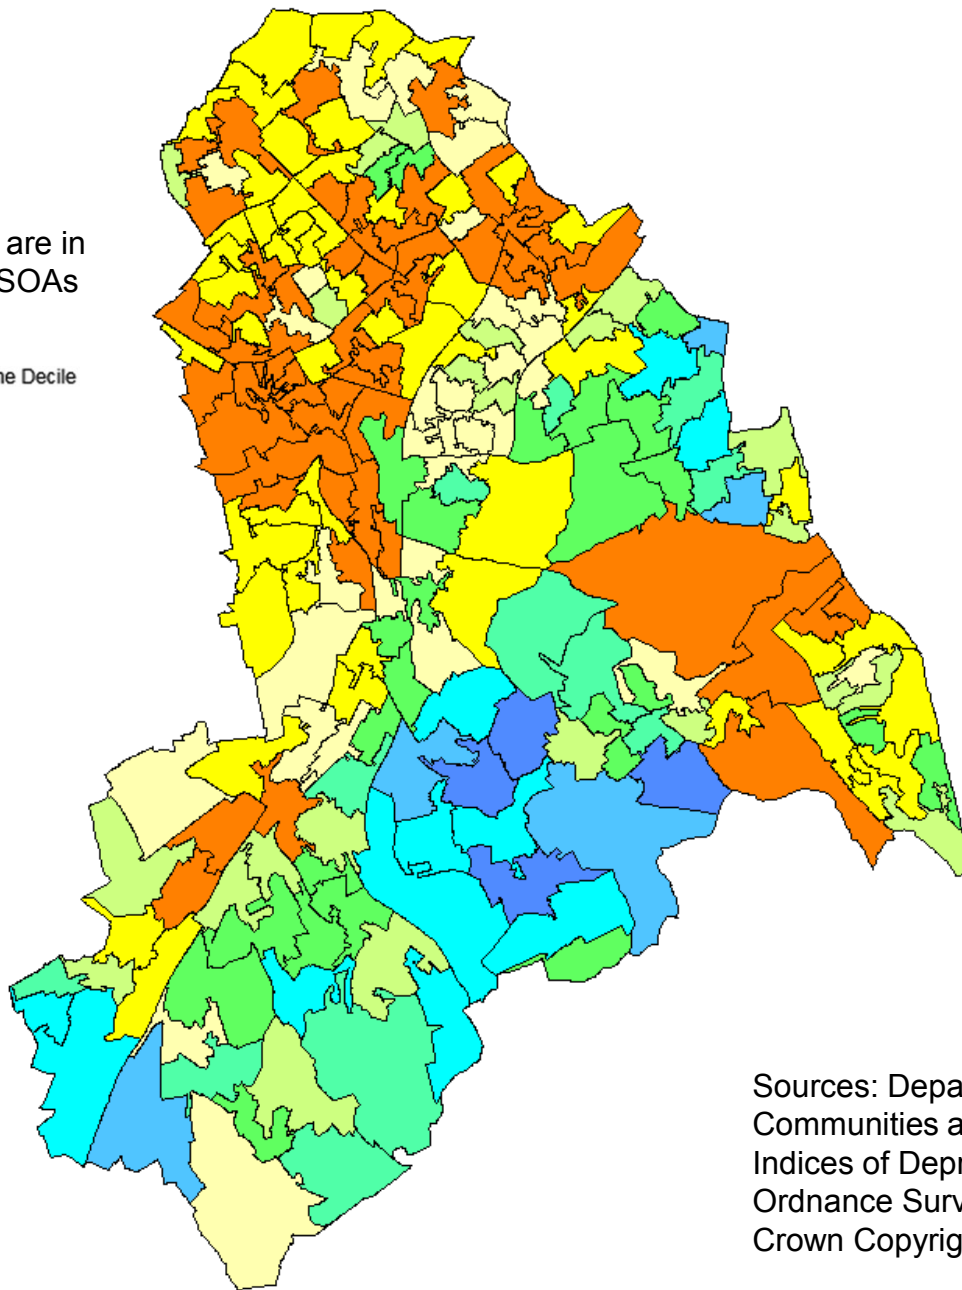 are in
SOAs
ne Decile
Sources: Depa
Communities a
Indices of Depr
Ordnance Surv
Crown Copyrig